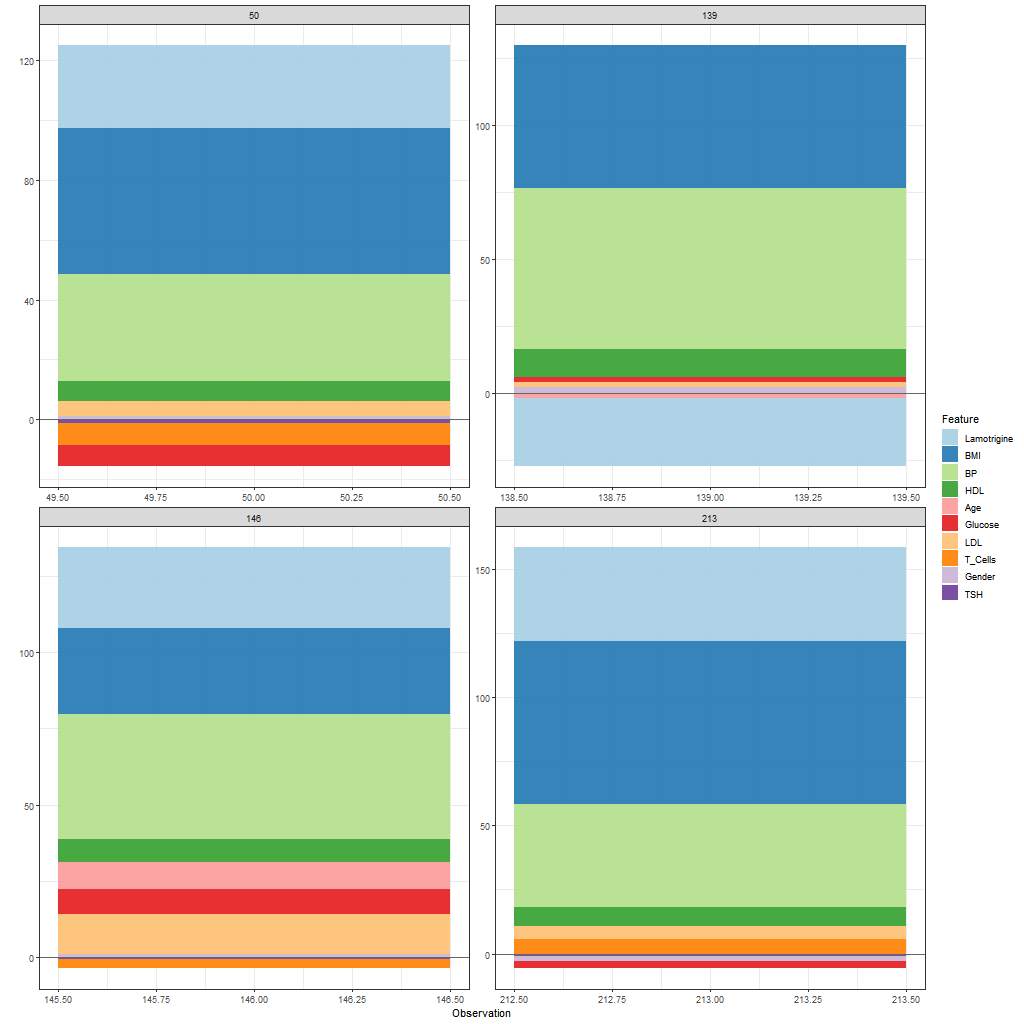 50
139
120
80
40
0
100
50
0
49.50 49.75 50.00 50.25 50.50
138.50 138.75 139.00 139.25 139.50
146
213
100
50
0
150
100
50
0
145.50 145.75 146.00 146.25 146.50
212.50 212.75 213.00 213.25 213.50
Observation
Feature
Lamotrigine
BMI
BP
HDL
Age
Glucose
LDL
T_Cells
Gender
TSH